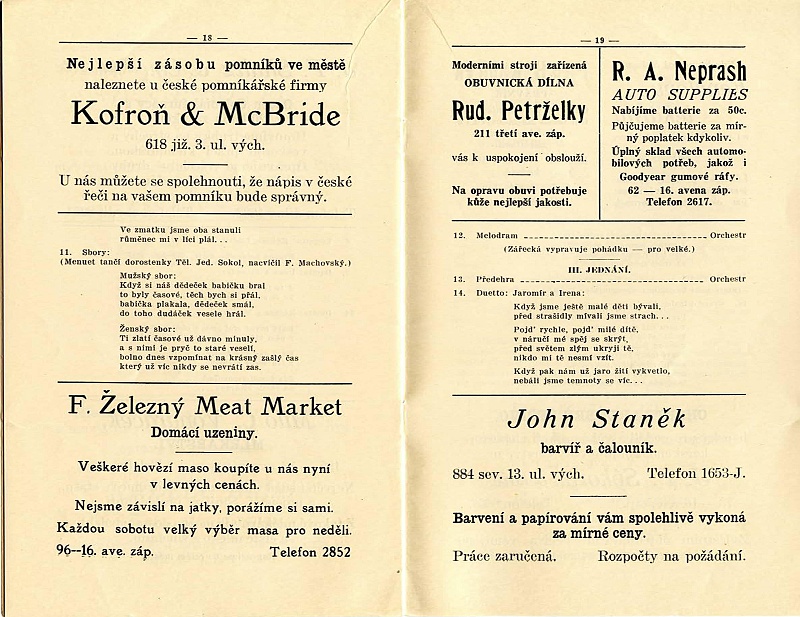 — 18 —
Nejlepší zásobu pomníků ve městě
naleznete u české pomníkářské firmy
Kofroň & McBride
618 již. 3. ul. vých.
U nás můžete se spolehnouti, že nápis v české
řeči na vašem pomníku bude správný.
Ve zmatku jsme oba stanuli
růměnec mi v líci plál...
11. Sbory:
(Menuet tančí dorostenky Těl. Jed. Sokol, nacvičil F. Machovský.)
Mužský sbor:
Když si náš dědeček babičku bral
to byly časové, těch bych si přál,
babička plakala, dědeček smál,
do toho dudáček vesele hrál.
Ženský sbor:
Ti zlatí časové už dávno minuly,
a s nimi je pryč to staré veselí,
bolno dnes vzpomínat na krásný zašlý čas
který už víc nikdy se nevrátí zas.
F. Železný Meat Market
Domácí uzeniny.
Veškeré hovězí maso koupíte u nás nyní
v levných cenách.
Nejsme závislí na jatky, porážíme si sami.
Každou sobotu velký výběr masa pro neděli.
96--16. ave. záp. Telefon 2852
— 19 —
Moderními stroji zařízená
OBUVNICKÁ DÍLNA
Rud. Petrželky
211 třetí ave. záp.
vás k uspokojení obslouží.
Na opravu obuvi potřebuje
kůže nejlepší jakosti.
R. A. Neprash
AUTO SUPPLIES
Nabíjíme batterie za 50c.
Půjčujeme batterie za mír-
ný poplatek kdykoliv.
Úplný sklad všech automo-
bilových potřeb, jakož i
Goodyear gumové ráfy.
62 — 16. avena záp.
Telefon 2617.
12. Melodram Orchestr
(Zářecká vypravuje pohádku — pro velké.)
III. JEDNÁNÍ.
13. Předehra Orchestr
14. Duetto: Jaromír a Irena:
Když jsme ještě malé děti bývali,
před strašidly mívali jsme strach...
Pojď rychle, pojď milé dítě,
v náručí mé spěj se skrýt,
před světem zlým ukryji tě,
nikdo mi tě nesmí vzít.
Když pak nám už jaro žití vykvetlo,
nebáli jsme temnoty se víc...
John Staněk
barvíř a čalouník.
884 sev. 13. ul. vých. Telefon 1653-J.
Barvení a papírování vám spolehlivě vykoná
za mírné ceny.
Práce zaručená. Rozpočty na požádání.